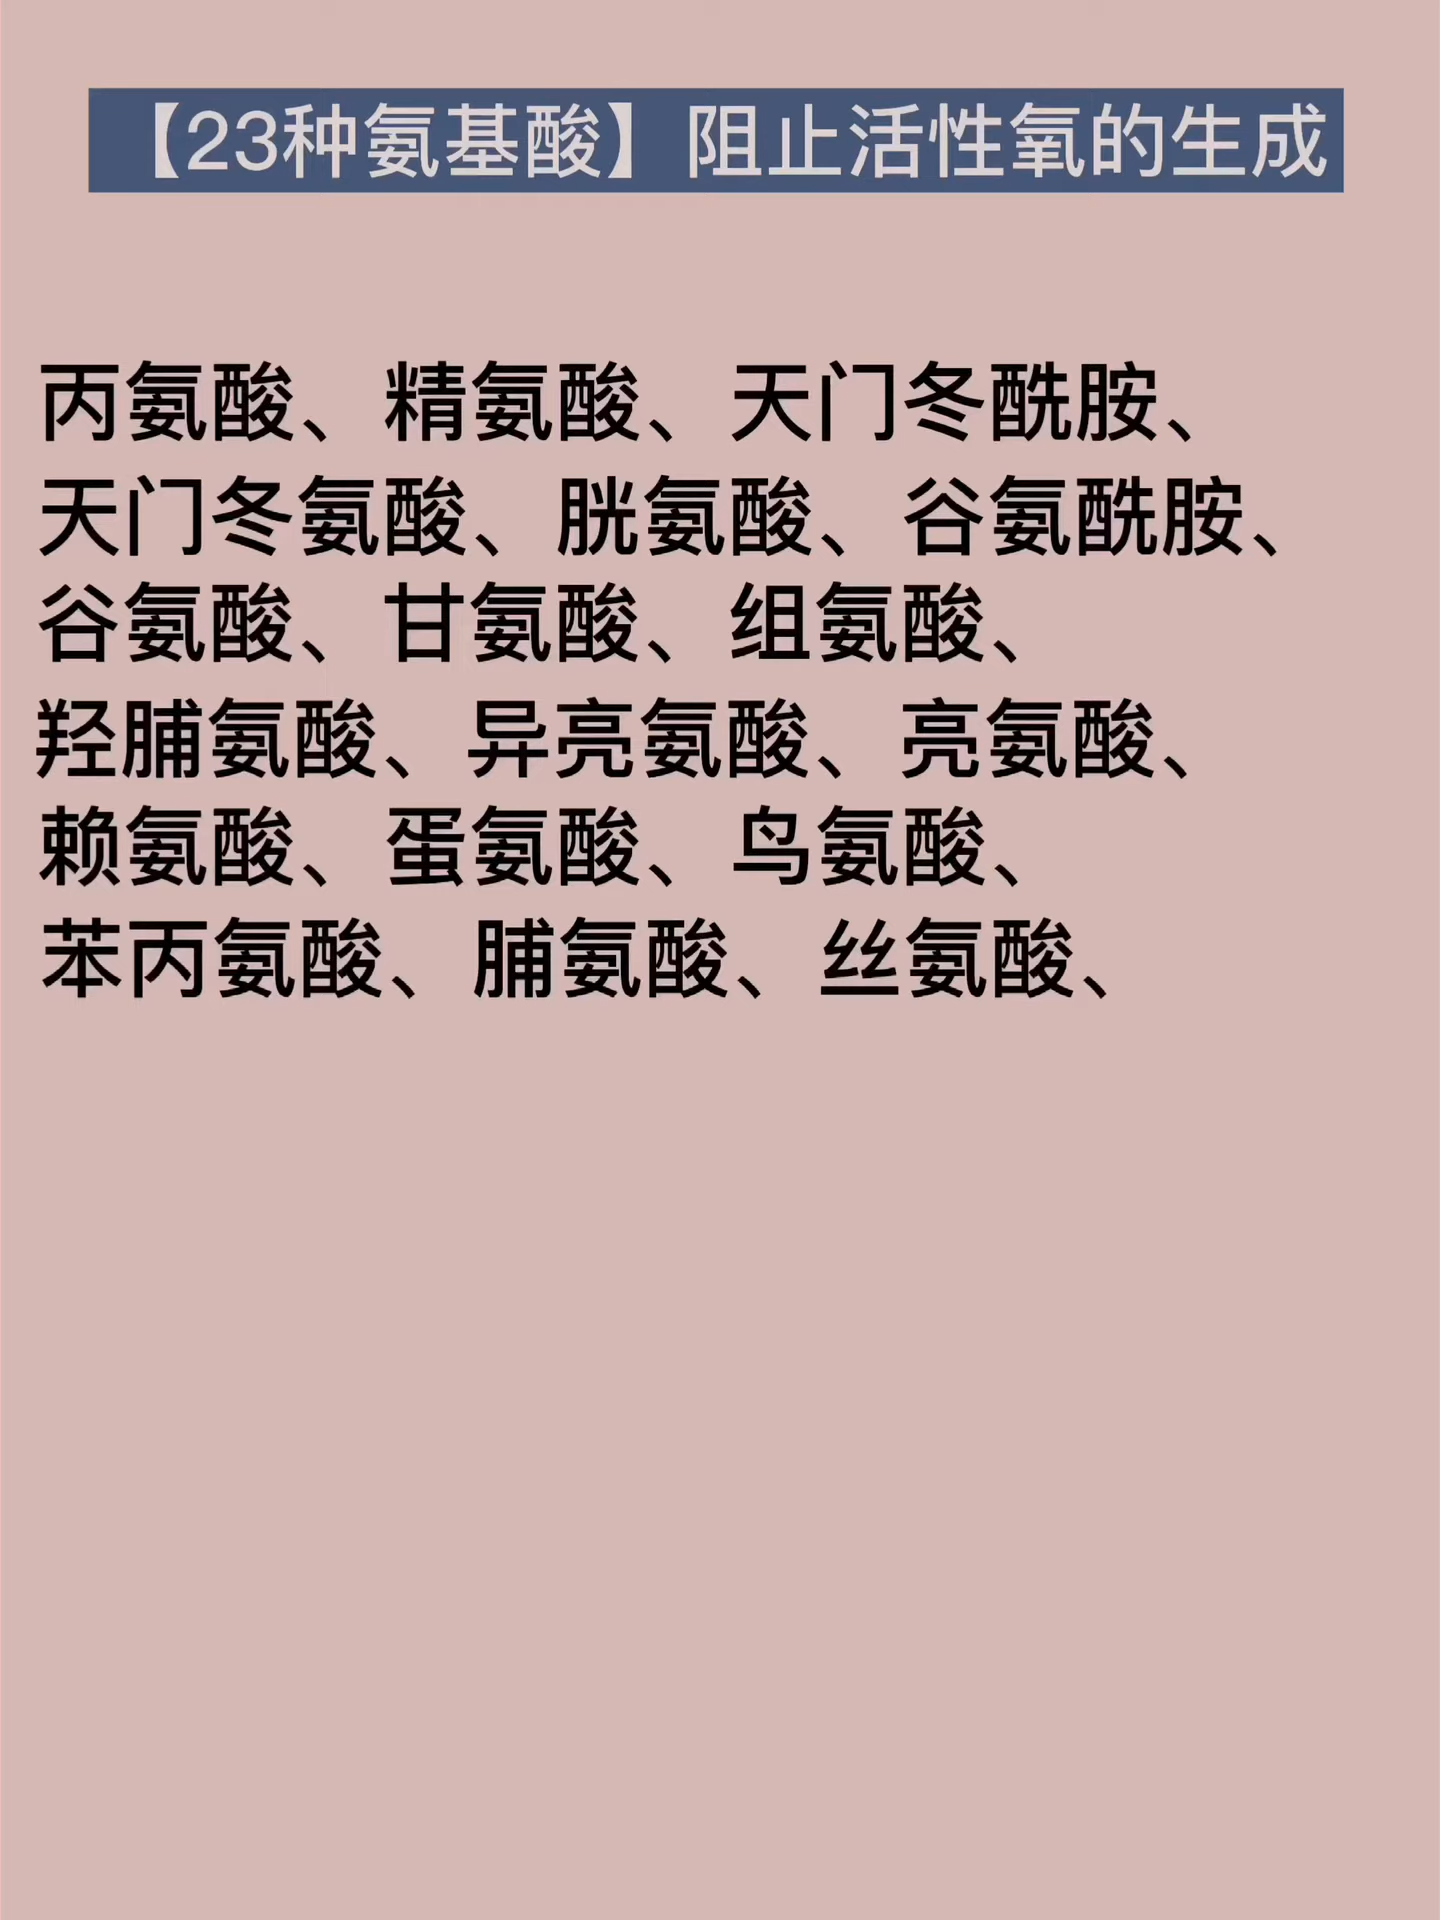 【23种氨基酸】阻止活性氧的生成
丙氨酸、精氨酸、天门冬酰胺、
天门冬氨酸、胱氨酸、谷氨酰胺、
谷氨酸、甘氨酸、组氨酸、
羟脯氨酸、异亮氨酸、亮氨酸、
赖氨酸、蛋氨酸、鸟氨酸、
苯丙氨酸、脯氨酸、丝氨酸、